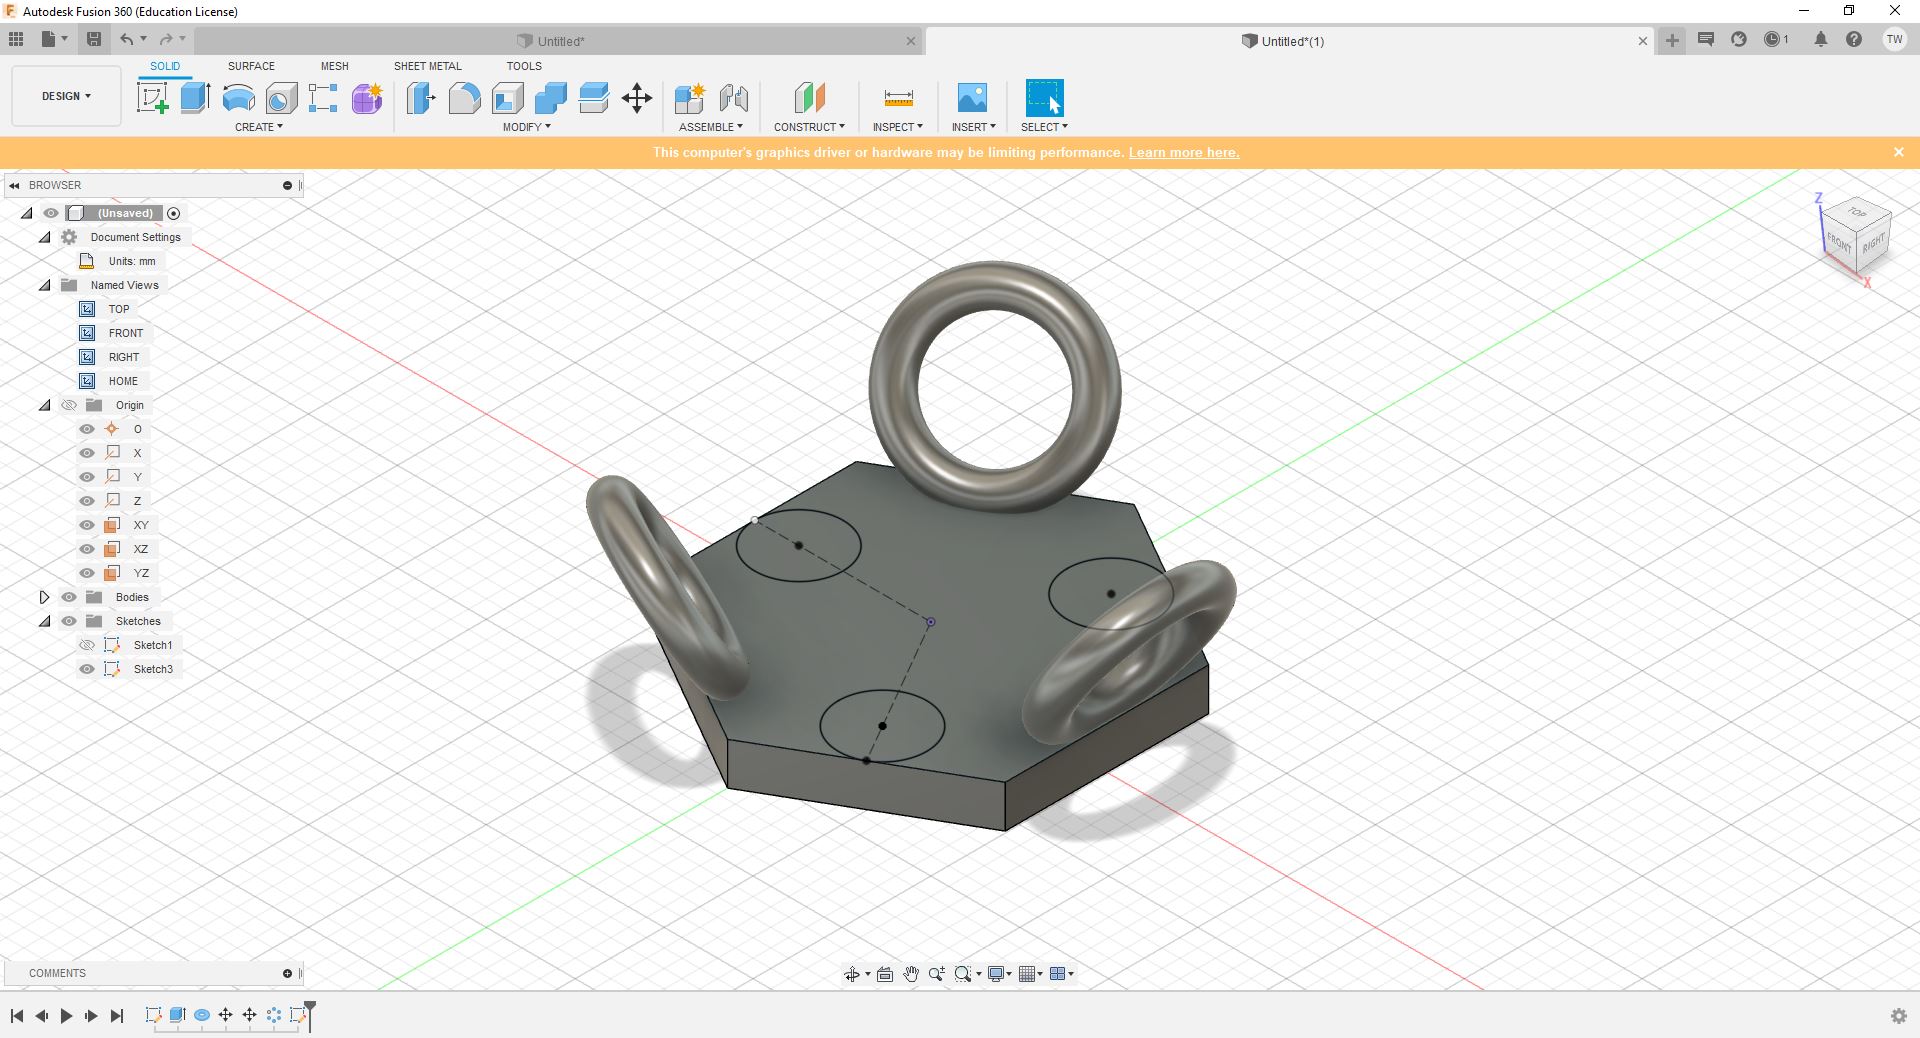 Autodesk Fusion 360 (Education License)
Untitled*
Untitled*(1)
1
TW
DESIGN
SOLID
SURFACE
MESH
SHEET METAL
TOOLS
CREATE
MODIFY
ASSEMBLE
CONSTRUCT
INSPECT
INSERT
SELECT
This computer's graphics driver or hardware may be limiting performance. Learn more here.
BROWSER
(Unsaved)
Document Settings
Units: mm
Named Views
TOP
FRONT
RIGHT
HOME
Origin
O
X
Y
Z
XY
XZ
YZ
Bodies
Sketches
Sketch1
Sketch3
Z
TOP
FRONT
RIGHT
X
COMMENTS